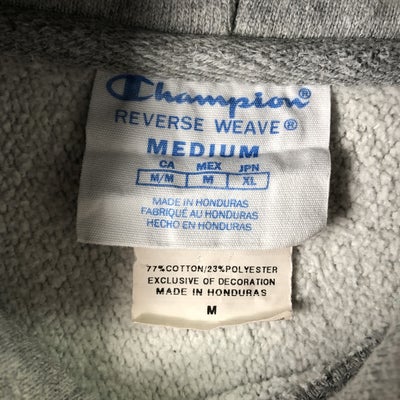 Champion®
REVERSE WEAVE®
MEDIUM
CA MEX JPN
M/M M XL
MADE IN HONDURAS
FABRIQUÉ AU HONDURAS
HECHO EN HONDURAS
77%COTTON/23%POLYESTER
EXCLUSIVE OF DECORATION
MADE IN HONDURAS
M